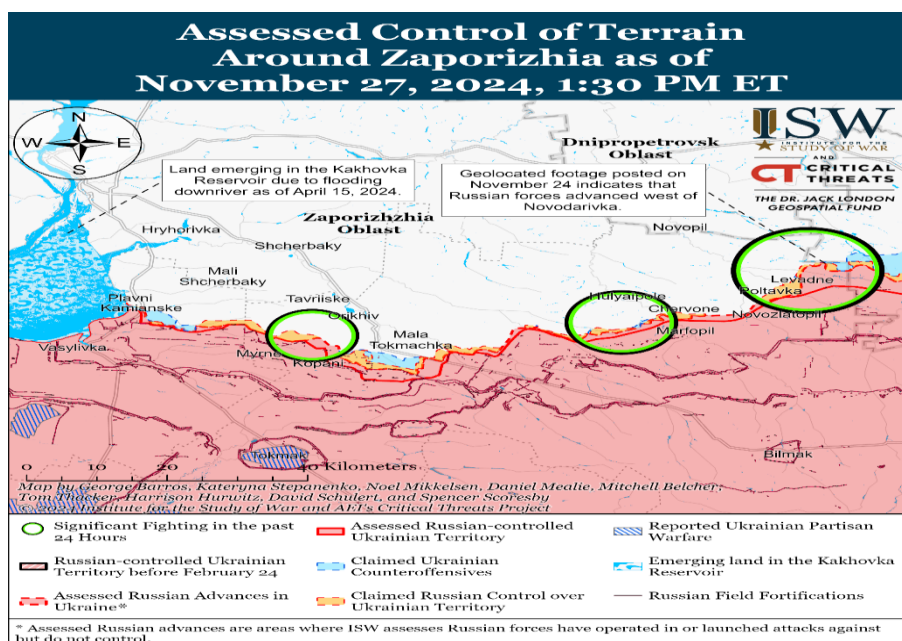 Assessed Control of Terrain
Around Zaporizhia as of
November 27, 2024, 1:30 PM ET
N
W E
S
ISW
INSTITUTE FOR THE
STUDY OF WAR
AND
CT CRITICAL
THREATS
THE DR. JACK LONDON
GEOSPATIAL FUND
Dnipropetrovsk
Oblast
Land emerging in the Kakhovka
Reservoir due to flooding
downriver as of April 15, 2024.
Geolocated footage posted on
November 24 indicates that
Russian forces advanced west of
Novodarivka.
Zaporizhzhia
Oblast
Hryhorivka
Shcherbaky
Novopil
Mali
Shcherbaky
Levadne
Plavni
Kamianske
Tavriiske
Hulyaipole
Poltavka
Orikhiv
Chervone
Novozlatopil
Mala
Tokmachka
Marfopil
Vasylivka
Myrne
Kopani
Tokmak
Bilmak
0 10 20 40 Kilometers
Map by George Barros, Kateryna Stepanenko, Noel Mikkelsen, Daniel Mealie, Mitchell Belcher,
Tom Thacker, Harrison Hurwitz, David Schulert, and Spencer Scoresby
Institute for the Study of War and AEI's Critical Threats Project
Significant Fighting in the past
24 Hours
Assessed Russian-controlled
Ukrainian Territory
Reported Ukrainian Partisan
Warfare
Russian-controlled Ukrainian
Territory before February 24
Claimed Ukrainian
Counteroffensives
Emerging land in the Kakhovka
Reservoir
Assessed Russian Advances in
Ukraine*
Claimed Russian Control over
Ukrainian Territory
Russian Field Fortifications
* Assessed Russian advances are areas where ISW assesses Russian forces have operated in or launched attacks against
but do not control.